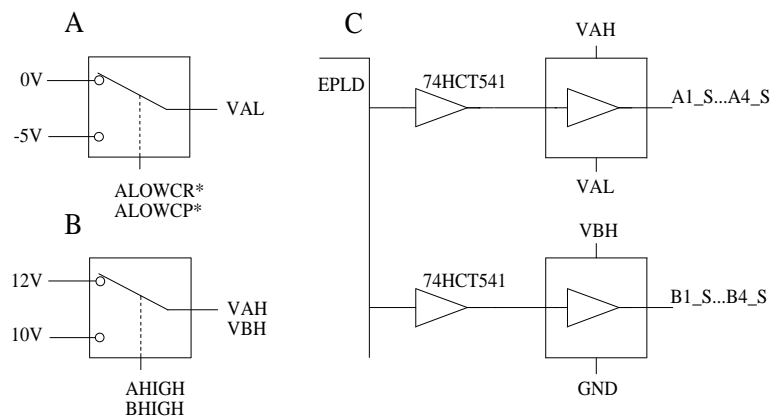 A
0V
VAL
-5V
ALOWCR*
ALOWCP*
B
12V
VAH
VBH
10V
AHIGH
BHIGH
C
VAH
EPLD
74HCT541
A1_S...A4_S
VAL
VBH
74HCT541
B1_S...B4_S
GND